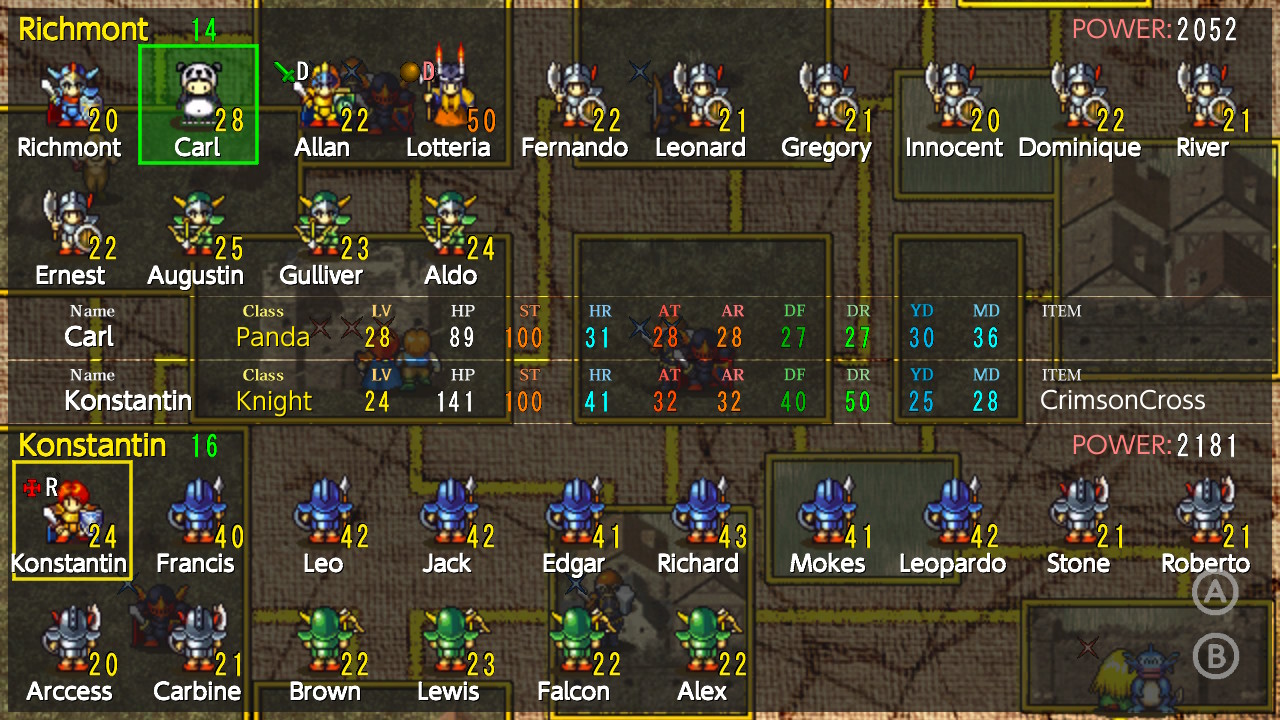 Richmont 14 POWER: 2052
D D
20 28 22 50 22 21 21 20 22 21
Richmont Carl Allan Lotteria Fernando Leonard Gregory Innocent Dominique River
22 25 23 24
Ernest Augustin Gulliver Aldo
Name Class LV HP ST HR AT AR DF DR YD MD ITEM
Carl Panda 28 89 100 31 28 28 27 27 30 36
Name Class LV HP ST HR AT AR DF DR YD MD ITEM
Konstantin Knight 24 141 100 41 32 32 40 50 25 28 CrimsonCross
Konstantin 16 POWER: 2181
R
24 40 42 42 41 43 41 42 21 21
Konstantin Francis Leo Jack Edgar Richard Mokes Leopardo Stone Roberto
A
20 21 22 23 22 22 B
Arccess Carbine Brown Lewis Falcon Alex